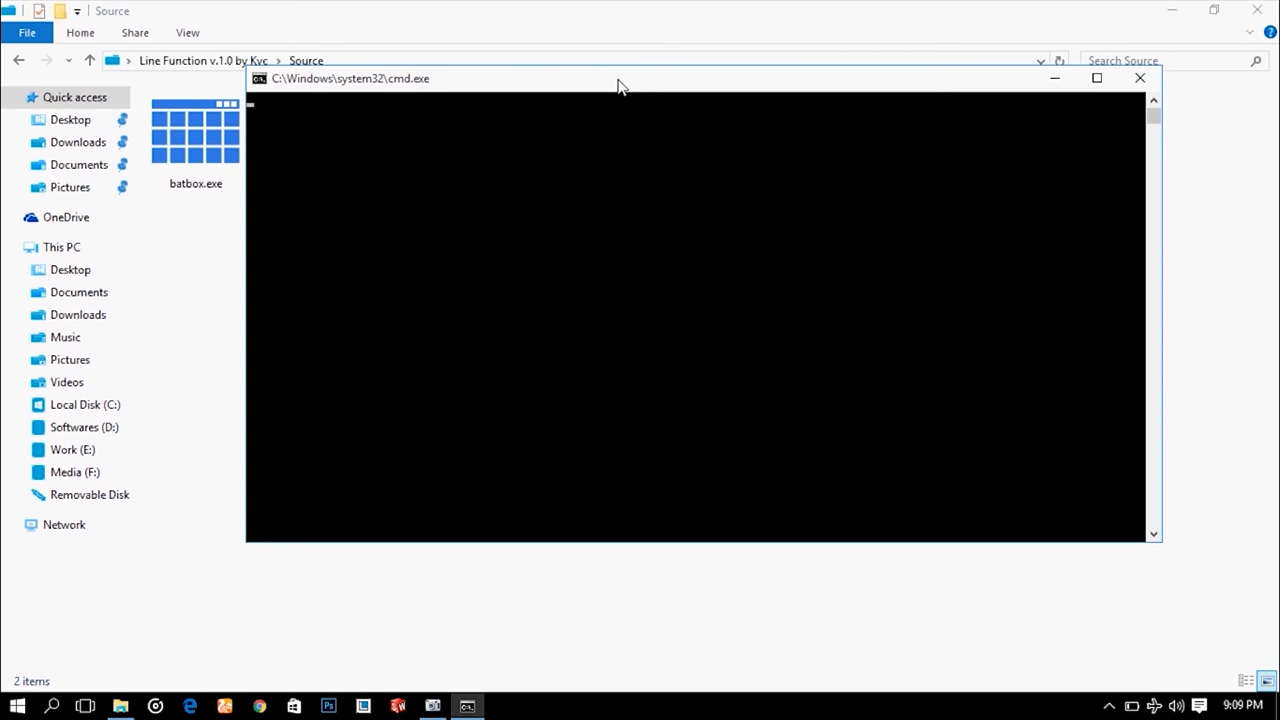 Source
File
Home
Share
View
Line Function v.1.0 by Kvc
Source
Search Source
C:\Windows\system32\cmd.exe
Quick access
Desktop
Downloads
Documents
Pictures
OneDrive
This PC
Desktop
Documents
Downloads
Music
Pictures
Videos
Local Disk (C:)
Softwares (D:)
Work (E:)
Media (F:)
Removable Disk
Network
batbox.exe
2 items
9:09 PM